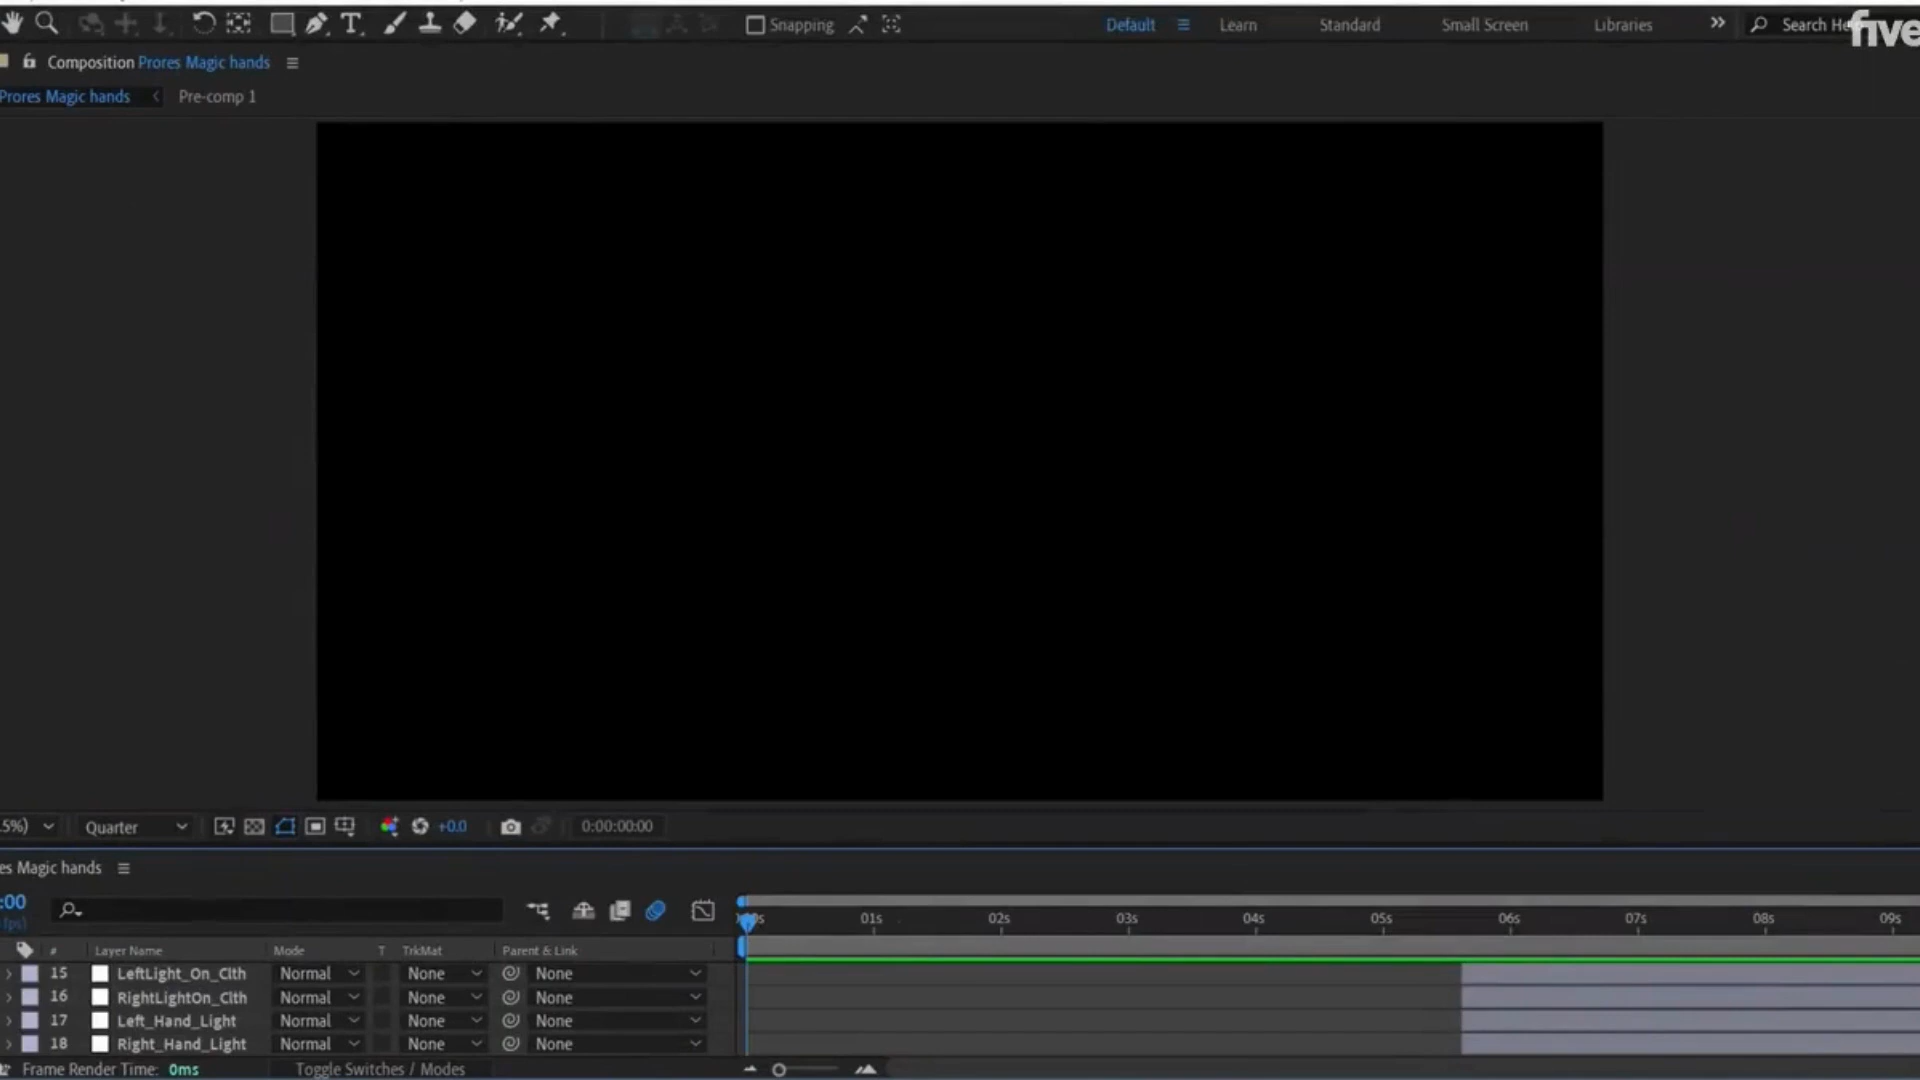 Snapping
Default
Learn
Standard
Small Screen
Libraries
Search He
five
Composition Prores Magic hands
Prores Magic hands
Pre-comp 1
.5%)
Quarter
+0.0
0:00:00:00
es Magic hands
:00
fps)
01s
02s
03s
04s
05s
06s
07s
08s
09s
# Layer Name Mode T TrkMat Parent & Link
15 LeftLight_On_Clth Normal None None
16 RightLightOn_Clth Normal None None
17 Left_Hand_Light Normal None None
18 Right_Hand_Light Normal None None
Frame Render Time: 0ms
Toggle Switches / Modes